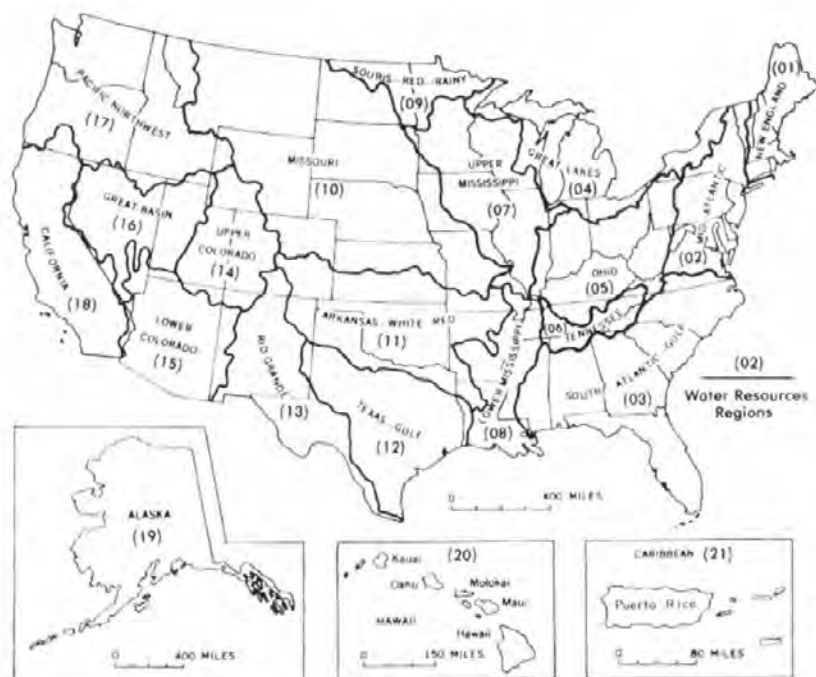 (01)
NEW ENGLAND
SOURIS RED RAINY
(09)
PACIFIC NORTHWEST
(17)
MISSOURI
(10)
UPPER
MISSISSIPPI
(07)
GREAT LAKES
(04)
MID ATLANTIC
(02)
GREAT BASIN
(16)
UPPER
COLORADO
(14)
CALIFORNIA
(18)
OHIO
(05)
(06)
TENNESSEE
ARKANSAS WHITE RED
(11)
LOWER
COLORADO
(15)
RIO GRANDE
(13)
TEXAS GULF
(12)
LOWER MISSISSIPPI
(08)
SOUTH ATLANTIC-GULF
(03)
(02)
Water Resources
Regions
0 400 MILES
ALASKA
(19)
0 400 MILES
(20)
Kauai
Oahu
Molokai
Maui
HAWAII
Hawaii
0 150 MILES
CARIBBEAN (21)
Puerto Rico
0 80 MILES